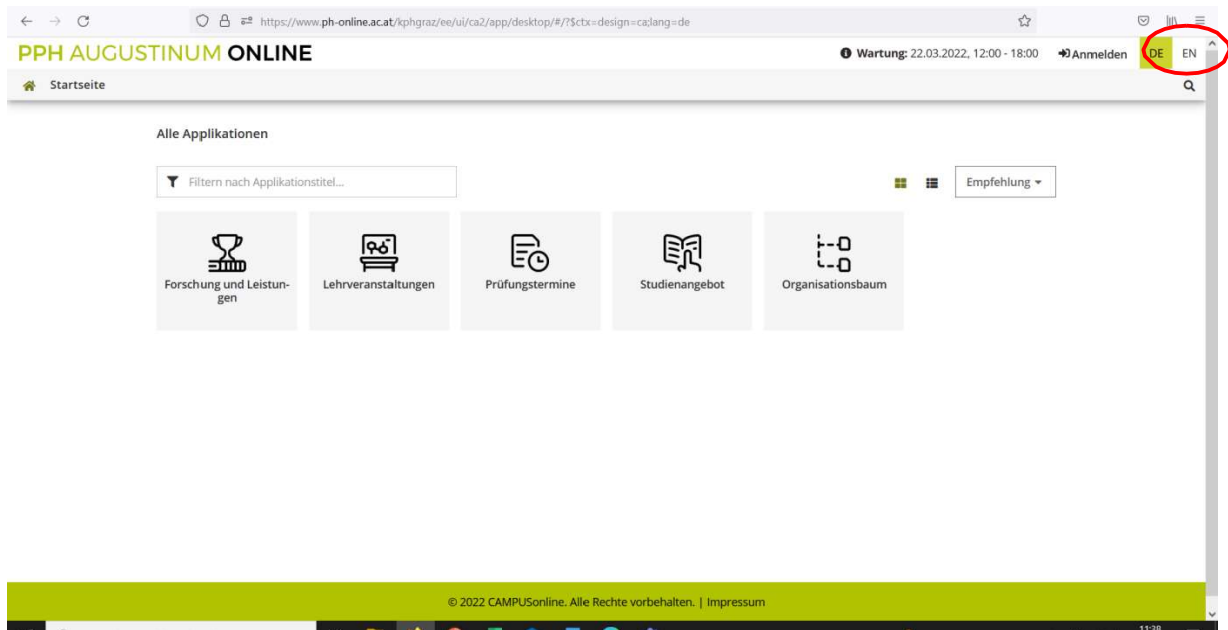 https://www.ph-online.ac.at/kphgraz/ee/ui/ca2/app/desktop/#/?$ctx=design=ca;lang=de
PPH AUGUSTINUM ONLINE
Wartung: 22.03.2022, 12:00 - 18:00 Anmelden DE EN
Startseite
Alle Applikationen
Filtern nach Applikationstitel...
Empfehlung
Forschung und Leistun-
gen
Lehrveranstaltungen
Prüfungstermine
Studienangebot
Organisationsbaum
© 2022 CAMPUSonline. Alle Rechte vorbehalten. | Impressum
11:38